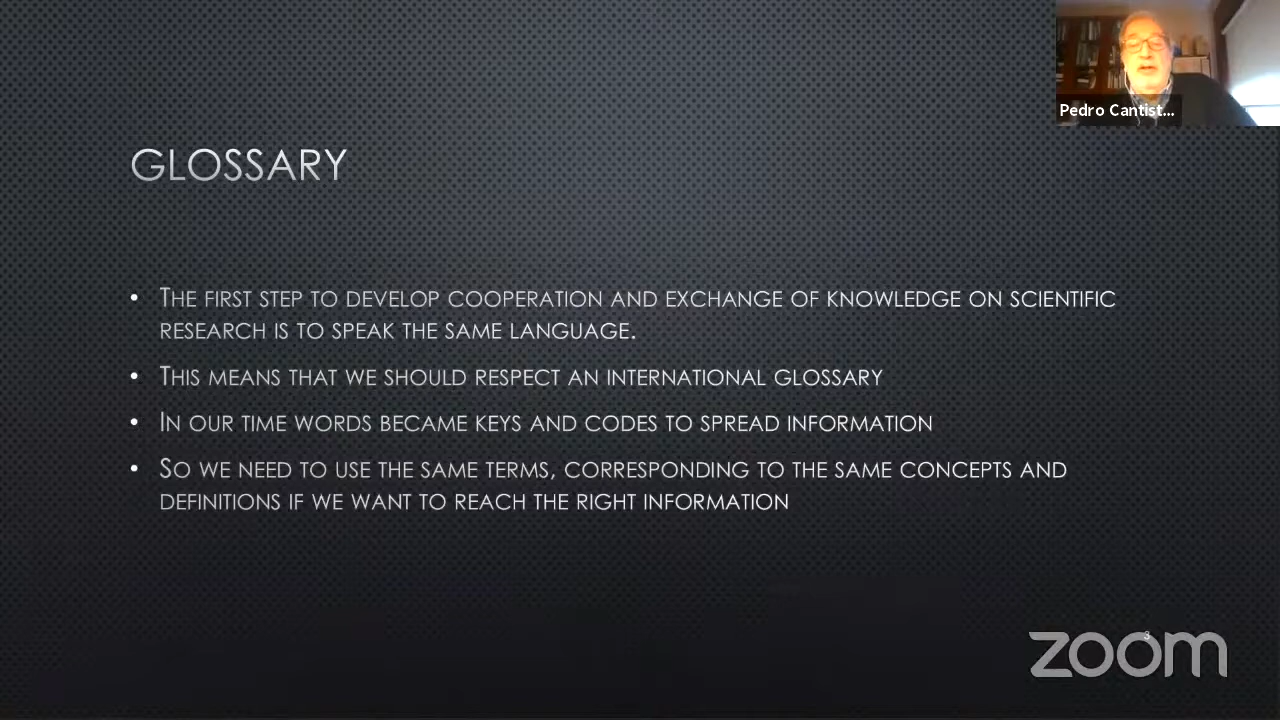 Pedro Cantist...
GLOSSARY
• THE FIRST STEP TO DEVELOP COOPERATION AND EXCHANGE OF KNOWLEDGE ON SCIENTIFIC
RESEARCH IS TO SPEAK THE SAME LANGUAGE.
• THIS MEANS THAT WE SHOULD RESPECT AN INTERNATIONAL GLOSSARY
• IN OUR TIME WORDS BECAME KEYS AND CODES TO SPREAD INFORMATION
• SO WE NEED TO USE THE SAME TERMS, CORRESPONDING TO THE SAME CONCEPTS AND
DEFINITIONS IF WE WANT TO REACH THE RIGHT INFORMATION
3
zoom